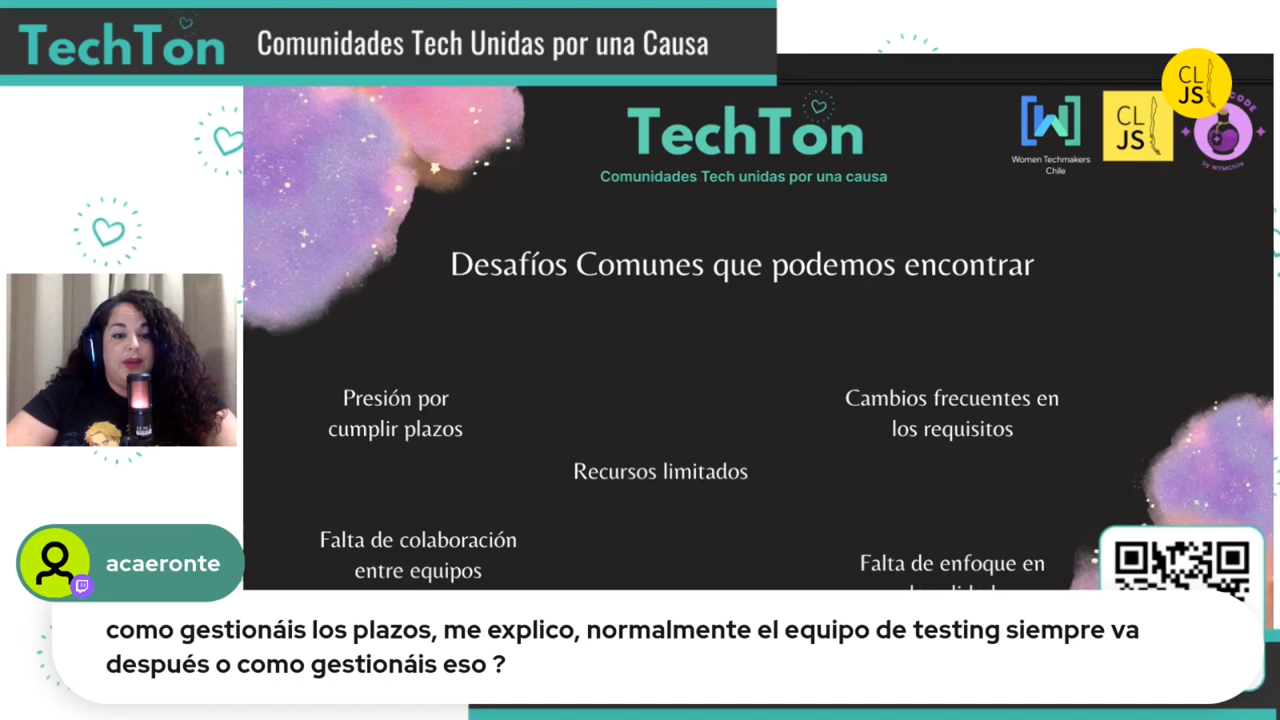 TechTon
Comunidades Tech Unidas por una Causa
CL
JS
TechTon
Comunidades Tech unidas por una causa
Women Techmakers
Chile
CL
JS
CODE
by WTMChile
Desafíos Comunes que podemos encontrar
Presión por
cumplir plazos
Cambios frecuentes en
los requisitos
Recursos limitados
Falta de colaboración
entre equipos
Falta de enfoque en
acaeronte
como gestionáis los plazos, me explico, normalmente el equipo de testing siempre va
después o como gestionáis eso ?